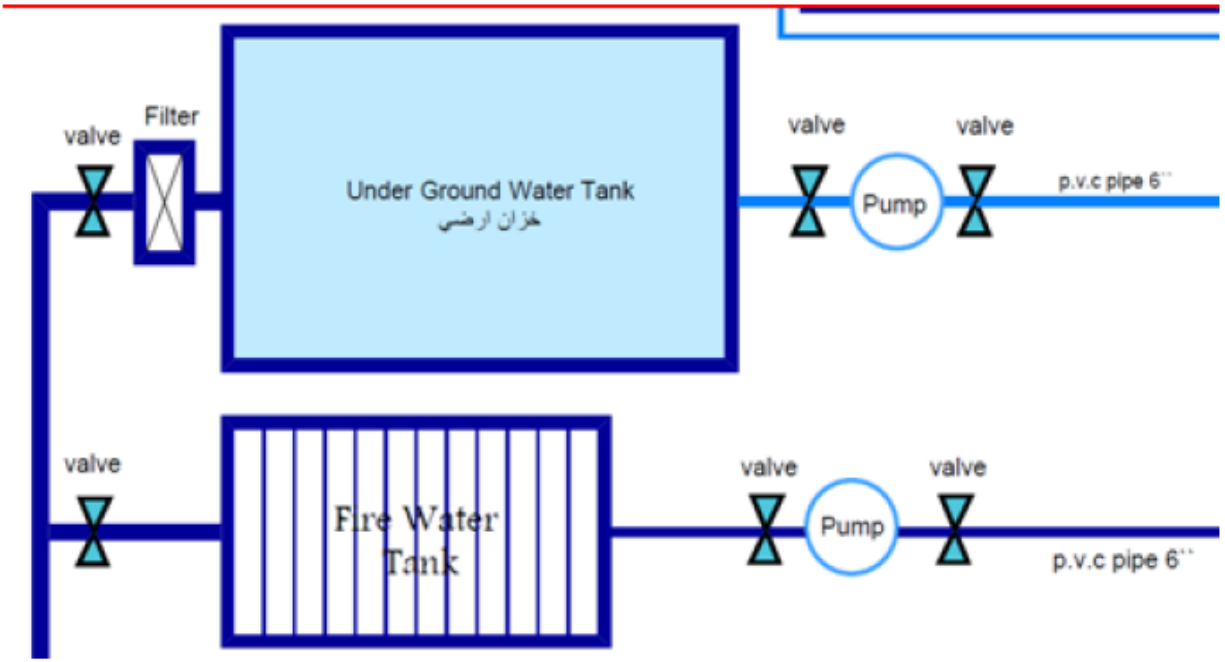 Filter
valve
valve
valve
Under Ground Water Tank
خزان ارضي
Pump
p.v.c pipe 6``
valve
valve
valve
Fire Water
Tank
Pump
p.v.c pipe 6``